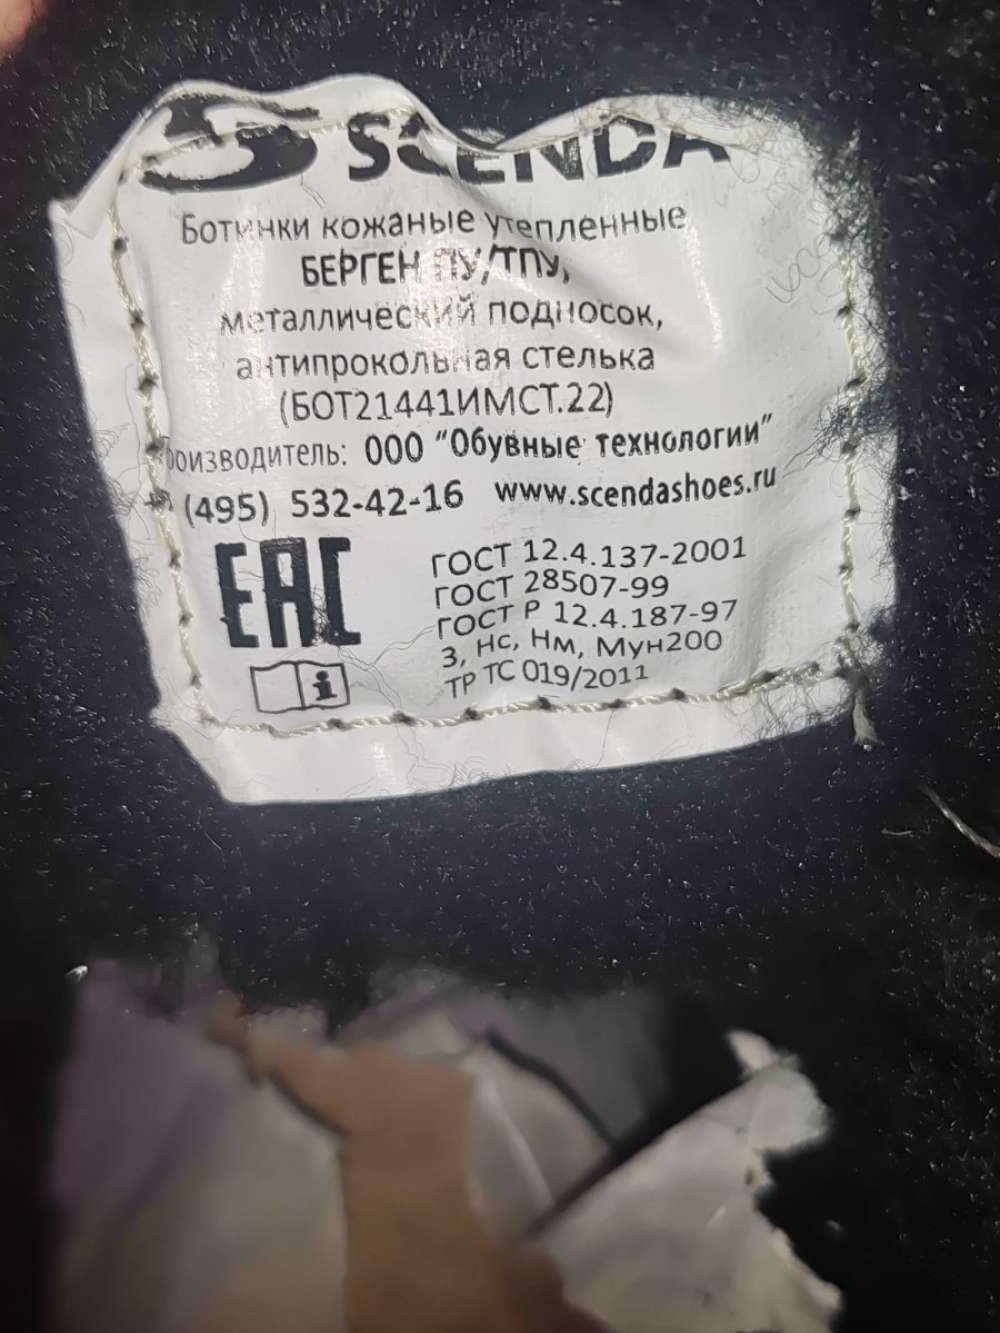 SCENDA
Ботинки кожаные утепленные
БЕРГЕН ПУ/ТПУ,
металлический подносок,
антипрокольная стелька
(БОТ21441ИМСТ.22)
Производитель: ООО "Обувные технологии"
(495) 532-42-16 www.scendashoes.ru
EAC
ГОСТ 12.4.137-2001
ГОСТ 28507-99
ГОСТ Р 12.4.187-97
З, Нс, Нм, Мун200
ТР ТС 019/2011
i